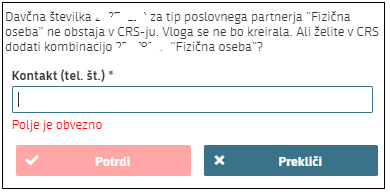 Davčna številka za tip poslovnega partnerja "Fizična
oseba" ne obstaja v CRS-ju. Vloga se ne bo kreirala. Ali želite v CRS
dodati kombinacijo "Fizična oseba"?
Kontakt (tel. št.) *
Polje je obvezno
Potrdi
Prekliči